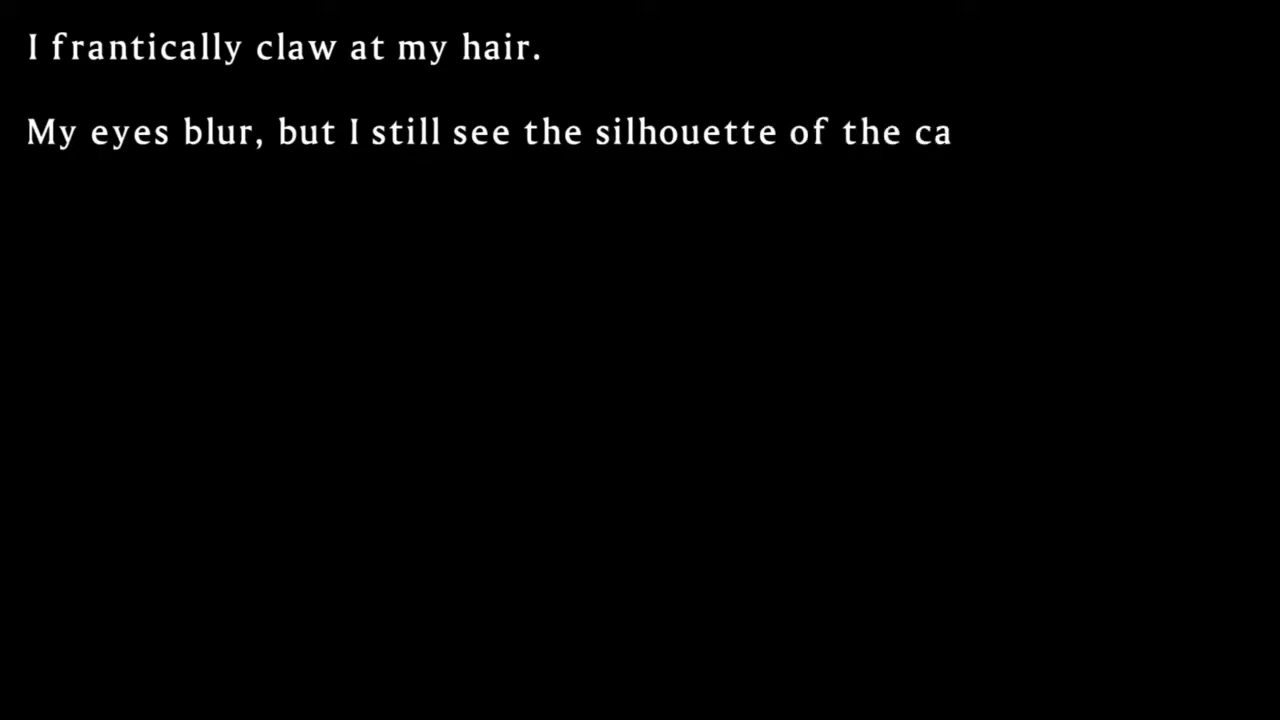 I frantically claw at my hair.
My eyes blur, but I still see the silhouette of the ca